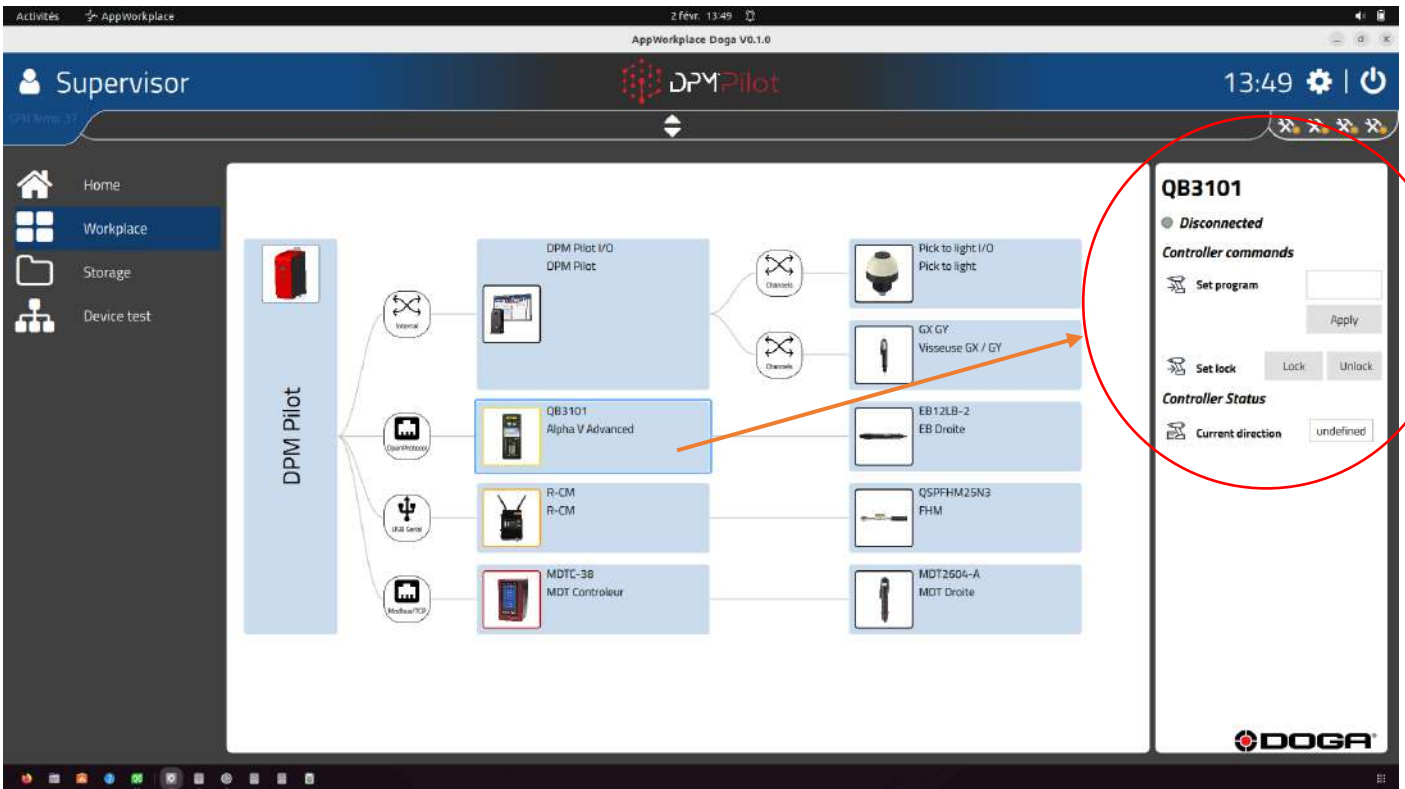 Activités AppWorkplace 2 févr. 13:49
AppWorkplace Doga V0.1.0
Supervisor DPMPilot 13:49
CPU temp. 37
Home
Workplace
Storage
Device test
DPM Pilot
Internal
DPM Pilot I/O
DPM Pilot
Channels
Pick to light I/O
Pick to light
Channels
GX GY
Visseuse GX / GY
OpenProtocol
QB3101
Alpha V Advanced
EB12LB-2
EB Droite
USB Serial
R-CM
R-CM
QSPFHM25N3
FHM
Modbus/TCP
MDTC-38
MDT Controleur
MDT2604-A
MDT Droite
QB3101
Disconnected
Controller commands
Set program
Apply
Set lock Lock Unlock
Controller Status
Current direction undefined
DOGA